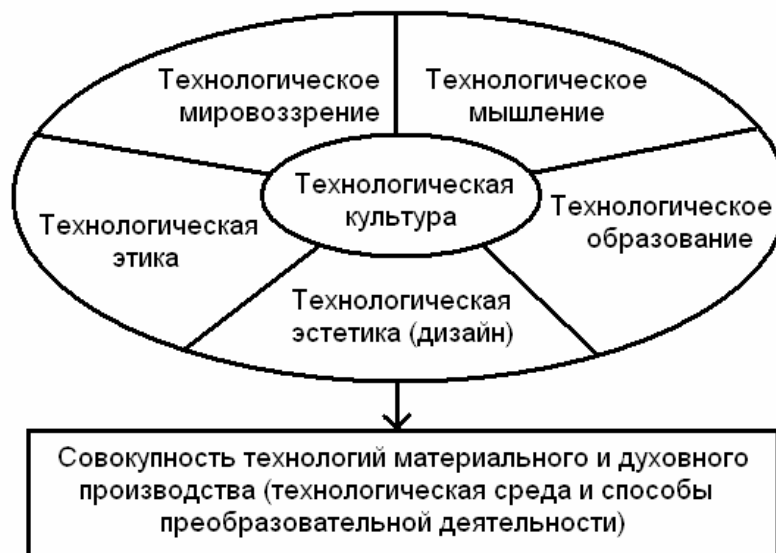 Технологическое
мировоззрение
Технологическое
мышление
Технологическая
культура
Технологическая
этика
Технологическое
образование
Технологическая
эстетика (дизайн)
Совокупность технологий материального и духовного
производства (технологическая среда и способы
преобразовательной деятельности)